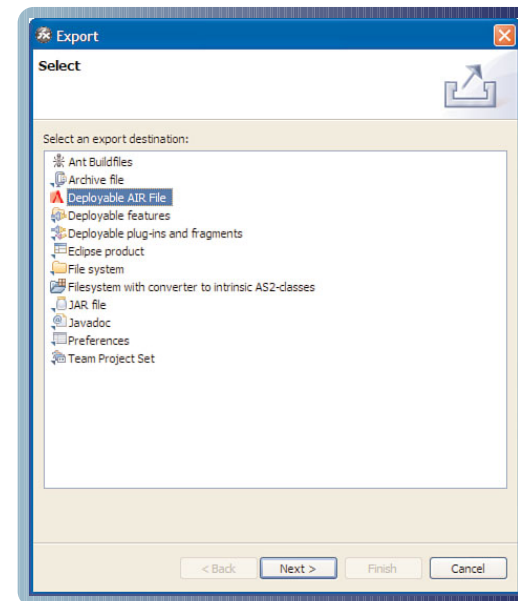 Export
Select
Select an export destination:
Ant Buildfiles
Archive file
Deployable AIR File
Deployable features
Deployable plug-ins and fragments
Eclipse product
File system
Filesystem with converter to intrinsic AS2-classes
JAR file
Javadoc
Preferences
Team Project Set
< Back Next > Finish Cancel